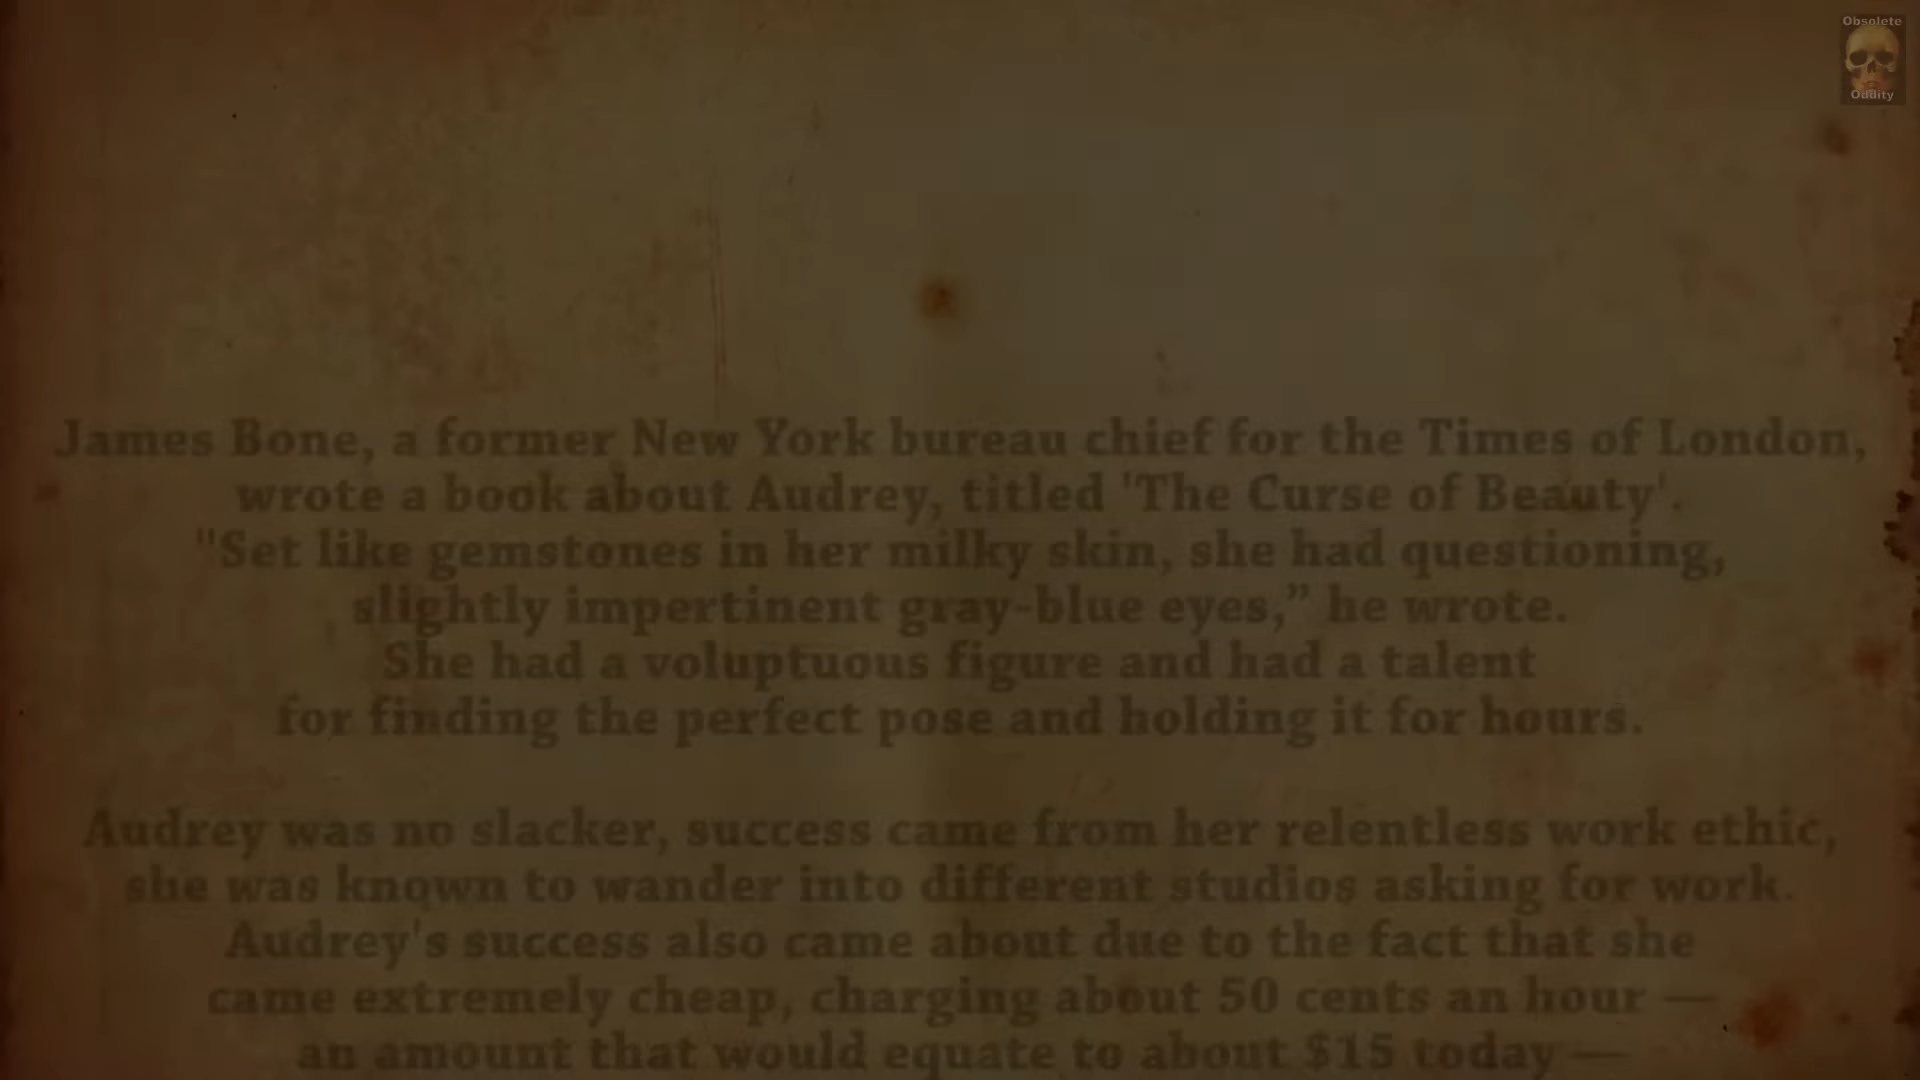 Obsolete
Oddity
James Bone, a former New York bureau chief for the Times of London,
wrote a book about Audrey, titled 'The Curse of Beauty'.
"Set like gemstones in her milky skin, she had questioning,
slightly impertinent gray-blue eyes,” he wrote.
She had a voluptuous figure and had a talent
for finding the perfect pose and holding it for hours.
Audrey was no slacker, success came from her relentless work ethic,
she was known to wander into different studios asking for work.
Audrey's success also came about due to the fact that she
came extremely cheap, charging about 50 cents an hour —
an amount that would equate to about $15 today —